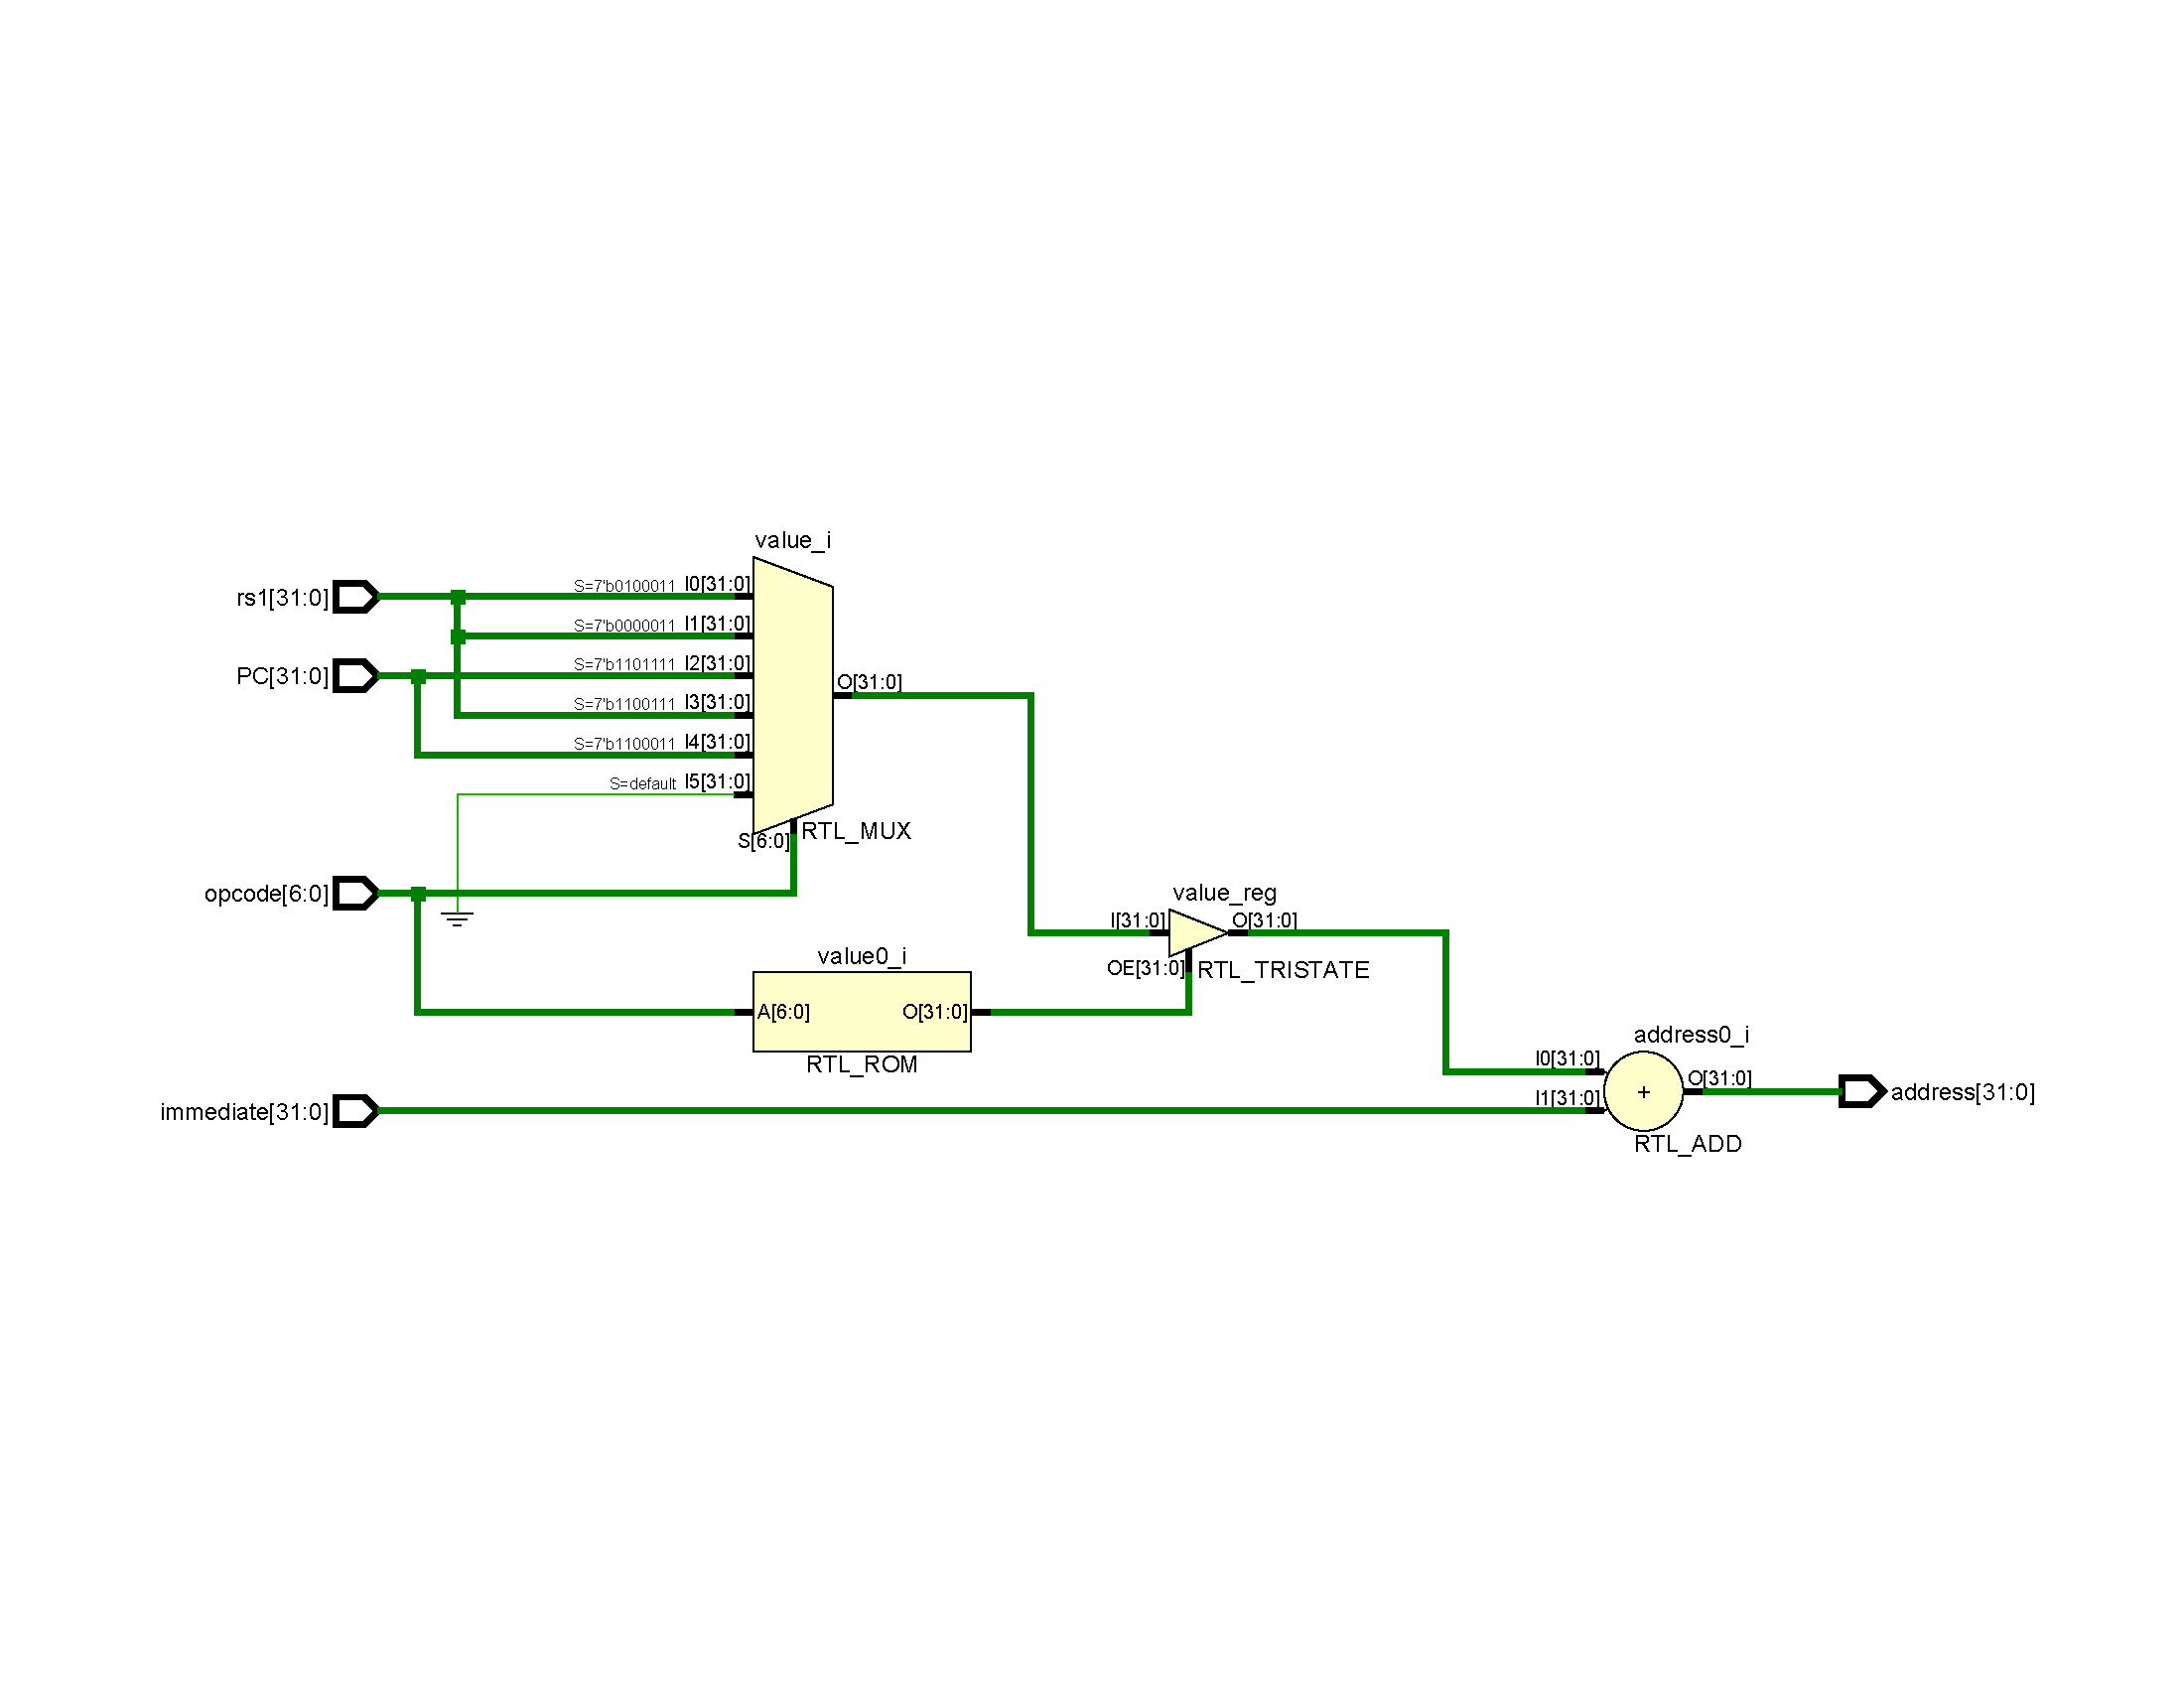 value_i
rs1[31:0]
S=7'b0100011 I0[31:0]
S=7'b0000011 I1[31:0]
PC[31:0]
S=7'b1101111 I2[31:0]
O[31:0]
S=7'b1100111 I3[31:0]
S=7'b1100011 I4[31:0]
S=default I5[31:0]
S[6:0]
RTL_MUX
opcode[6:0]
value_reg
I[31:0]
O[31:0]
OE[31:0]
RTL_TRISTATE
value0_i
A[6:0]
O[31:0]
RTL_ROM
address0_i
I0[31:0]
O[31:0]
+
I1[31:0]
immediate[31:0]
address[31:0]
RTL_ADD